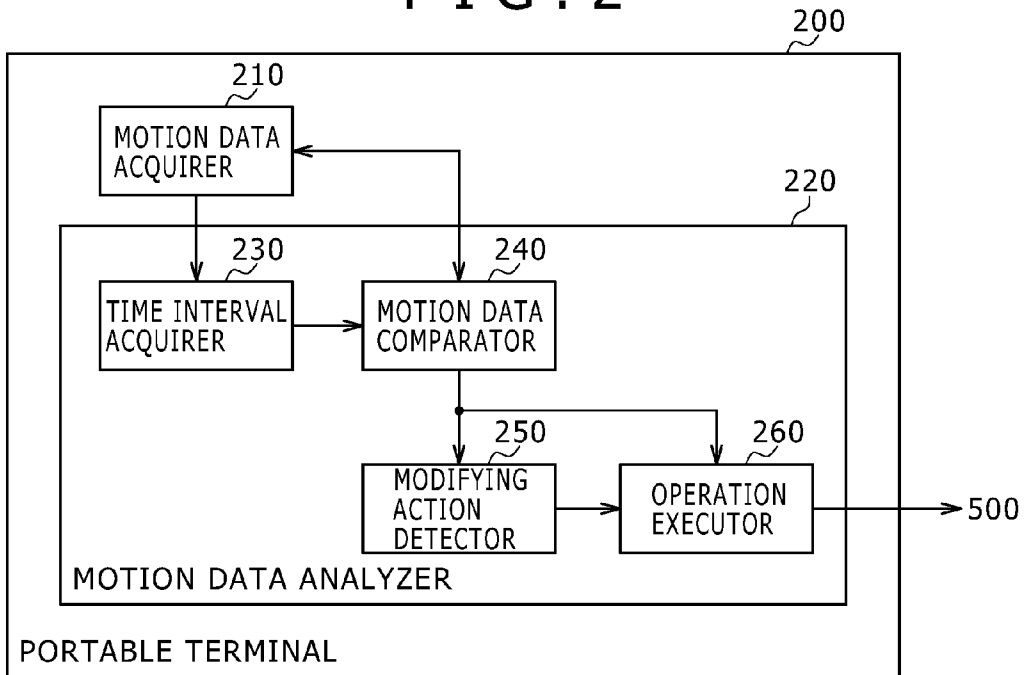 FIG. 2
200
210
MOTION DATA
ACQUIRER
220
230
TIME INTERVAL
ACQUIRER
240
MOTION DATA
COMPARATOR
250
MODIFYING
ACTION
DETECTOR
260
OPERATION
EXECUTOR
500
MOTION DATA ANALYZER
PORTABLE TERMINAL